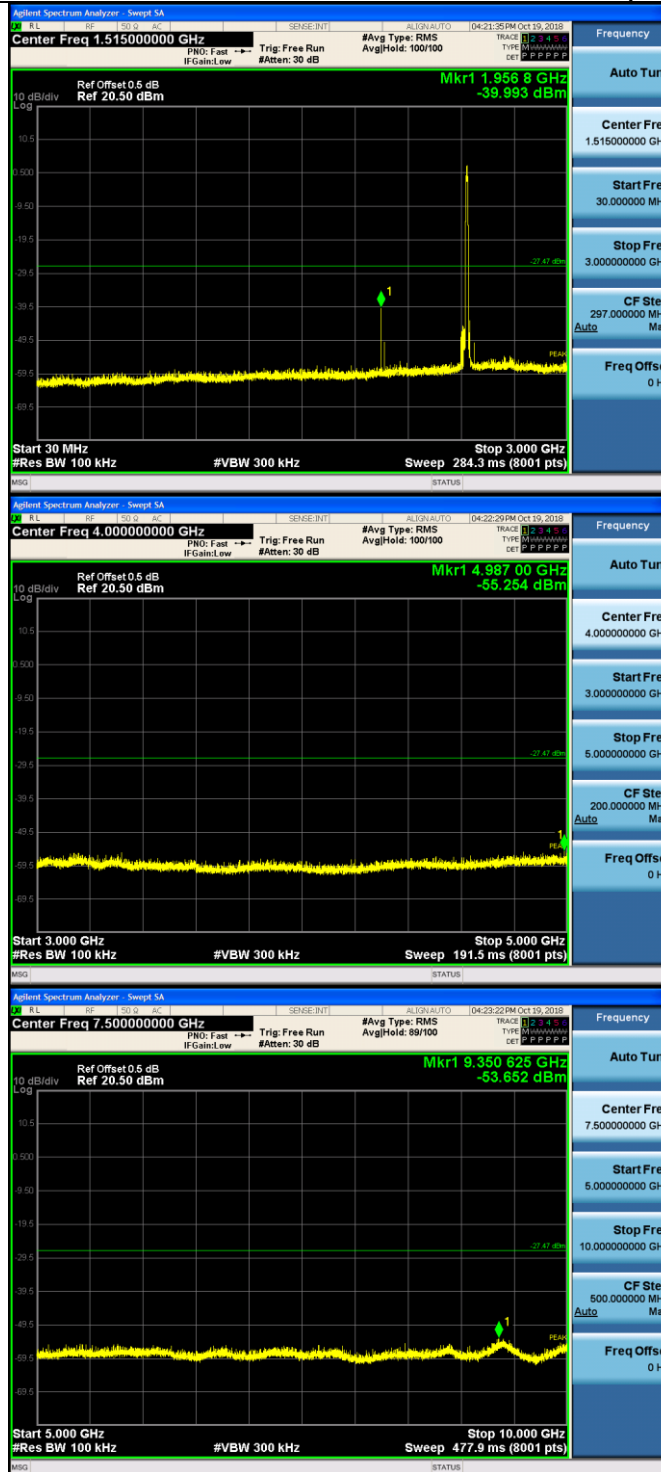 Agilent Spectrum Analyzer - Swept SA
RL RF 50 Ω AC SENSE:INT ALIGNAUTO 04:21:35PM Oct 19, 2018
Center Freq 1.515000000 GHz #Avg Type: RMS TRACE 1 2 3 4 5 6
PNO: Fast Trig: Free Run Avg|Hold: 100/100 TYPE M
IFGain:Low #Atten: 30 dB DET P P P P P P
Mkr1 1.956 8 GHz
-39.993 dBm
Ref Offset 0.5 dB
10 dB/div Ref 20.50 dBm
Log
10.5
0.500
-9.50
-19.5
-27.47 dBm
-29.5
1
-39.5
-49.5
PEAK
-59.5
-69.5
Start 30 MHz Stop 3.000 GHz
#Res BW 100 kHz #VBW 300 kHz Sweep 284.3 ms (8001 pts)
MSG STATUS
Frequency
Auto Tun
Center Fre
1.515000000 GH
Start Fre
30.000000 MH
Stop Fre
3.000000000 GH
CF Ste
297.000000 MH
Auto Ma
Freq Offse
0 H
Agilent Spectrum Analyzer - Swept SA
RL RF 50 Ω AC SENSE:INT ALIGNAUTO 04:22:29PM Oct 19, 2018
Center Freq 4.000000000 GHz #Avg Type: RMS TRACE 1 2 3 4 5 6
PNO: Fast Trig: Free Run Avg|Hold: 100/100 TYPE M
IFGain:Low #Atten: 30 dB DET P P P P P P
Mkr1 4.987 00 GHz
-55.254 dBm
Ref Offset 0.5 dB
10 dB/div Ref 20.50 dBm
Log
10.5
0.500
-9.50
-19.5
-27.47 dBm
-29.5
-39.5
-49.5
1
PEA
-59.5
-69.5
Start 3.000 GHz Stop 5.000 GHz
#Res BW 100 kHz #VBW 300 kHz Sweep 191.5 ms (8001 pts)
MSG STATUS
Frequency
Auto Tun
Center Fre
4.000000000 GH
Start Fre
3.000000000 GH
Stop Fre
5.000000000 GH
CF Ste
200.000000 MH
Auto Ma
Freq Offse
0 H
Agilent Spectrum Analyzer - Swept SA
RL RF 50 Ω AC SENSE:INT ALIGNAUTO 04:23:22PM Oct 19, 2018
Center Freq 7.500000000 GHz #Avg Type: RMS TRACE 1 2 3 4 5 6
PNO: Fast Trig: Free Run Avg|Hold: 89/100 TYPE M
IFGain:Low #Atten: 30 dB DET P P P P P P
Mkr1 9.350 625 GHz
-53.652 dBm
Ref Offset 0.5 dB
10 dB/div Ref 20.50 dBm
Log
10.5
0.500
-9.50
-19.5
-27.47 dBm
-29.5
-39.5
-49.5
1
PEAK
-59.5
-69.5
Start 5.000 GHz Stop 10.000 GHz
#Res BW 100 kHz #VBW 300 kHz Sweep 477.9 ms (8001 pts)
MSG STATUS
Frequency
Auto Tun
Center Fre
7.500000000 GH
Start Fre
5.000000000 GH
Stop Fre
10.000000000 GH
CF Ste
500.000000 MH
Auto Ma
Freq Offse
0 H